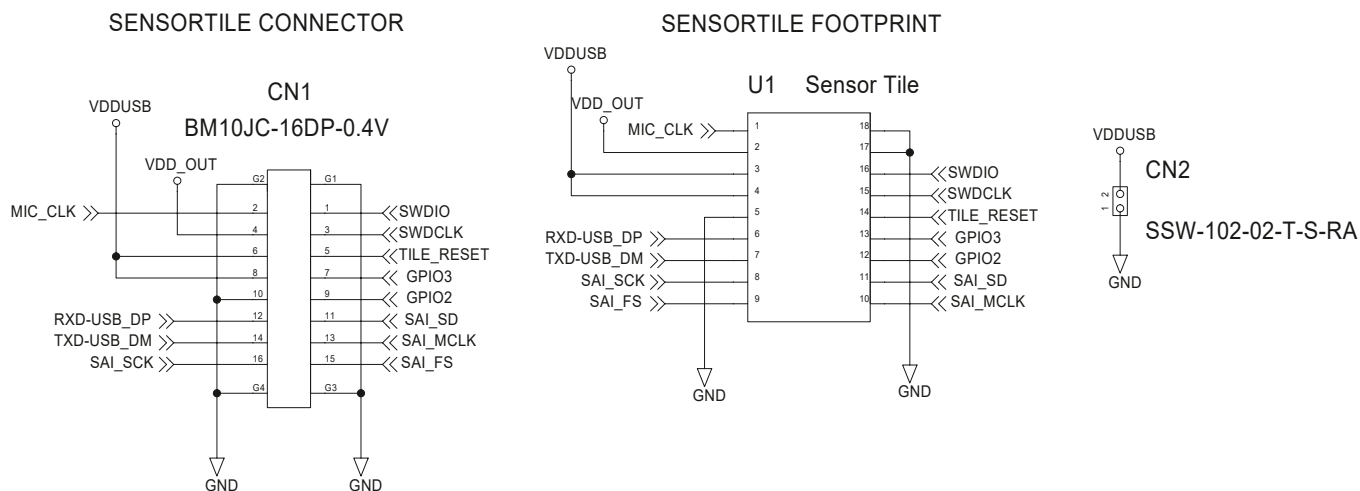 SENSORTILE CONNECTOR
CN1
BM10JC-16DP-0.4V
VDDUSB
VDD_OUT
G2 G1
MIC_CLK 2 1 SWDIO
4 3 SWDCLK
6 5 TILE_RESET
8 7 GPIO3
10 9 GPIO2
RXD-USB_DP 12 11 SAI_SD
TXD-USB_DM 14 13 SAI_MCLK
SAI_SCK 16 15 SAI_FS
G4 G3
GND GND
SENSORTILE FOOTPRINT
VDDUSB
U1 Sensor Tile
VDD_OUT
MIC_CLK 1 18
2 17
3 16 SWDIO
4 15 SWDCLK
5 14 TILE_RESET
RXD-USB_DP 6 13 GPIO3
TXD-USB_DM 7 12 GPIO2
SAI_SCK 8 11 SAI_SD
SAI_FS 9 10 SAI_MCLK
GND GND
VDDUSB
CN2
1 2
SSW-102-02-T-S-RA
GND